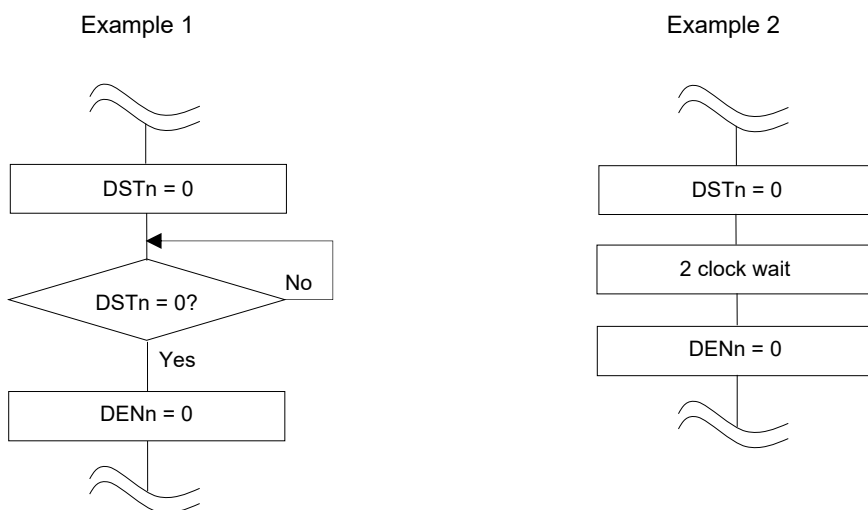 Example 1
DSTn = 0
DSTn = 0?
No
Yes
DENn = 0
Example 2
DSTn = 0
2 clock wait
DENn = 0